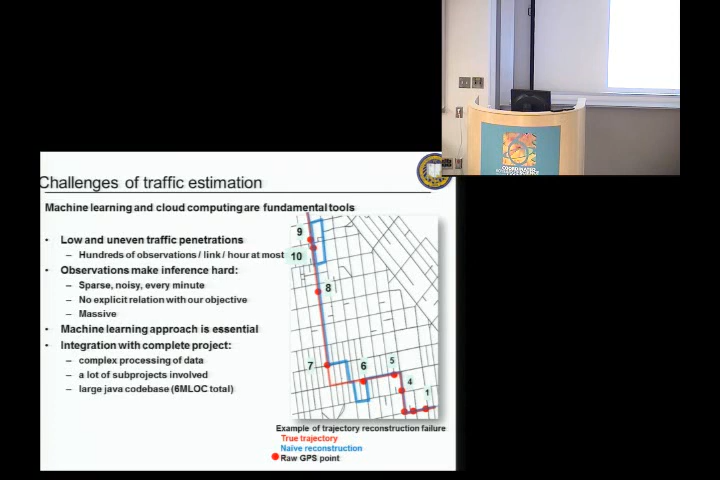 Challenges of traffic estimation
Machine learning and cloud computing are fundamental tools
• Low and uneven traffic penetrations
– Hundreds of observations / link / hour at most
• Observations make inference hard:
– Sparse, noisy, every minute
– No explicit relation with our objective
– Massive
• Machine learning approach is essential
• Integration with complete project:
– complex processing of data
– a lot of subprojects involved
– large java codebase (6MLOC total)
9
10
8
7
6
5
4
1
Example of trajectory reconstruction failure
True trajectory
Naïve reconstruction
Raw GPS point
COORDINATED
SCIENCE